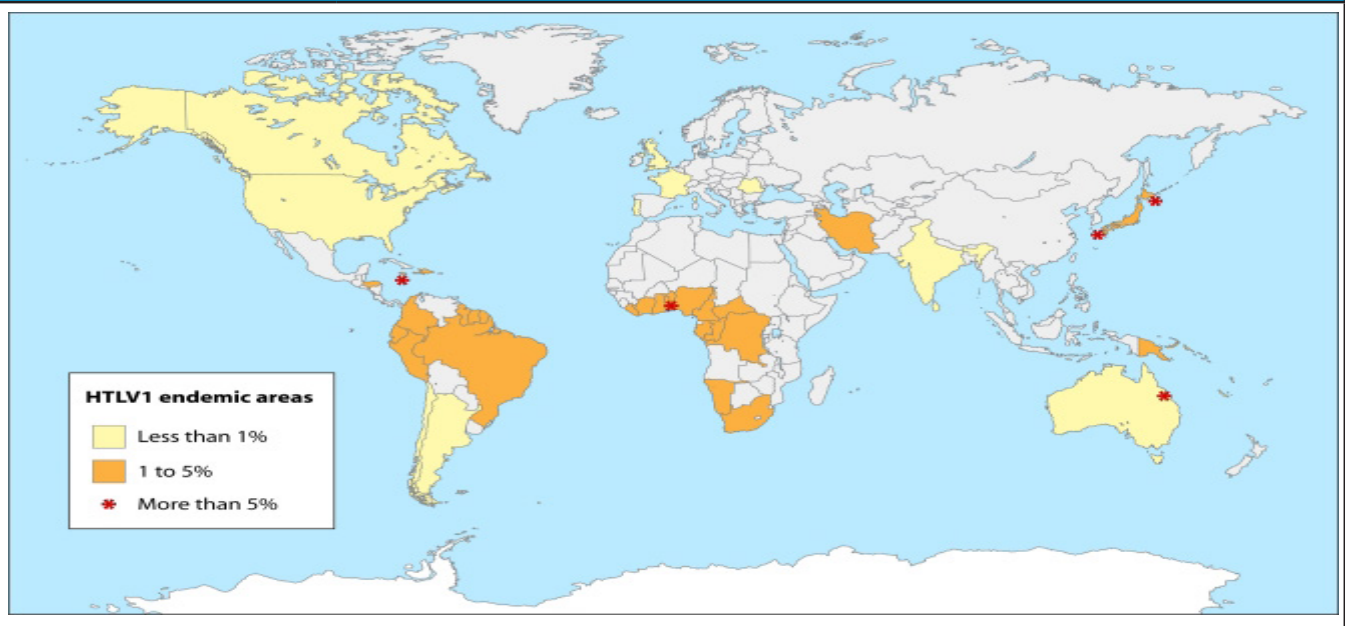 HTLV1 endemic areas
Less than 1%
1 to 5%
More than 5%